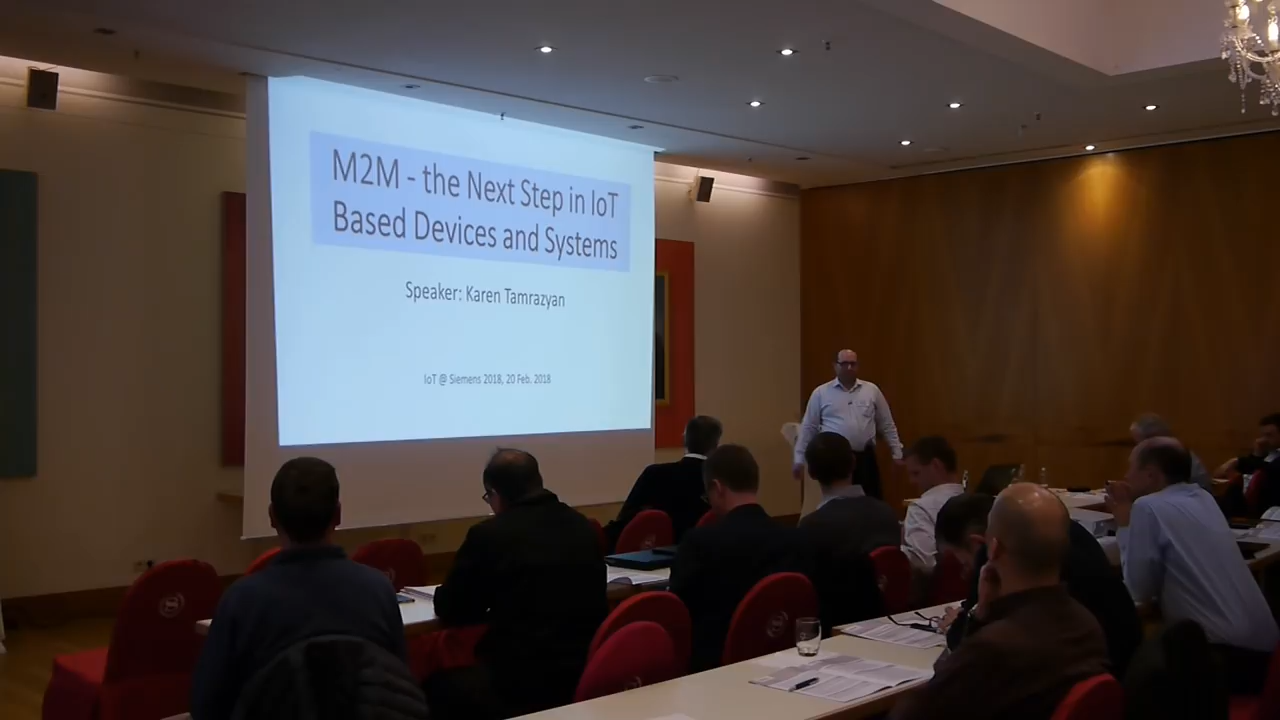 M2M - the Next Step in IoT
Based Devices and Systems
Speaker: Karen Tamrazyan
IoT @ Siemens 2018, 20 Feb. 2018